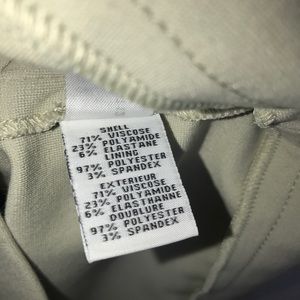 SHELL
71% VISCOSE
23% POLYAMIDE
6% ELASTANE
LINING
97% POLYESTER
3% SPANDEX
EXTERIEUR
71% VISCOSE
23% POLYAMIDE
6% ELASTHANNE
DOUBLURE
97% POLYESTER
3% SPANDEX